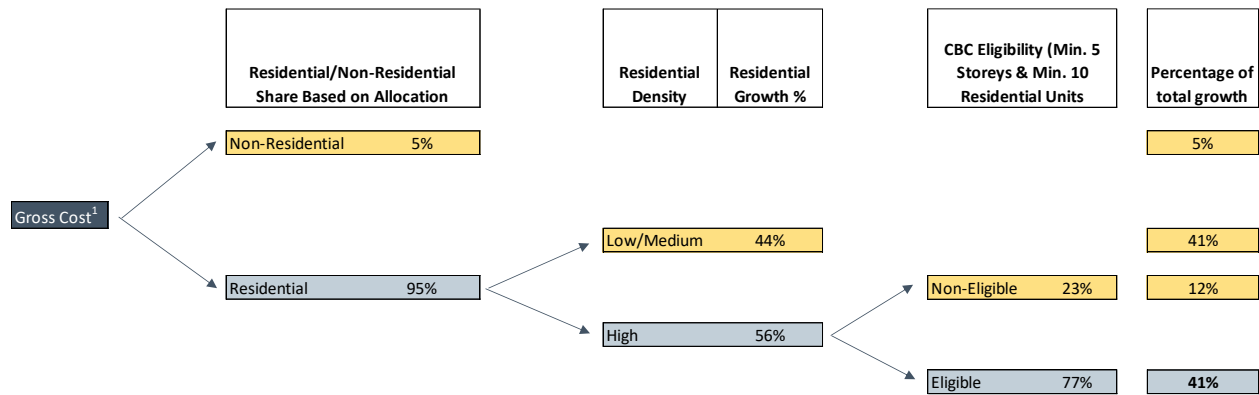 Residential/Non-Residential
Share Based on Allocation
Residential
Density
Residential
Growth %
CBC Eligibility (Min. 5
Storeys & Min. 10
Residential Units
Percentage of
total growth
Non-Residential 5%
5%
Gross Cost¹
Low/Medium 44%
41%
Residential 95%
Non-Eligible 23%
12%
High 56%
Eligible 77%
41%